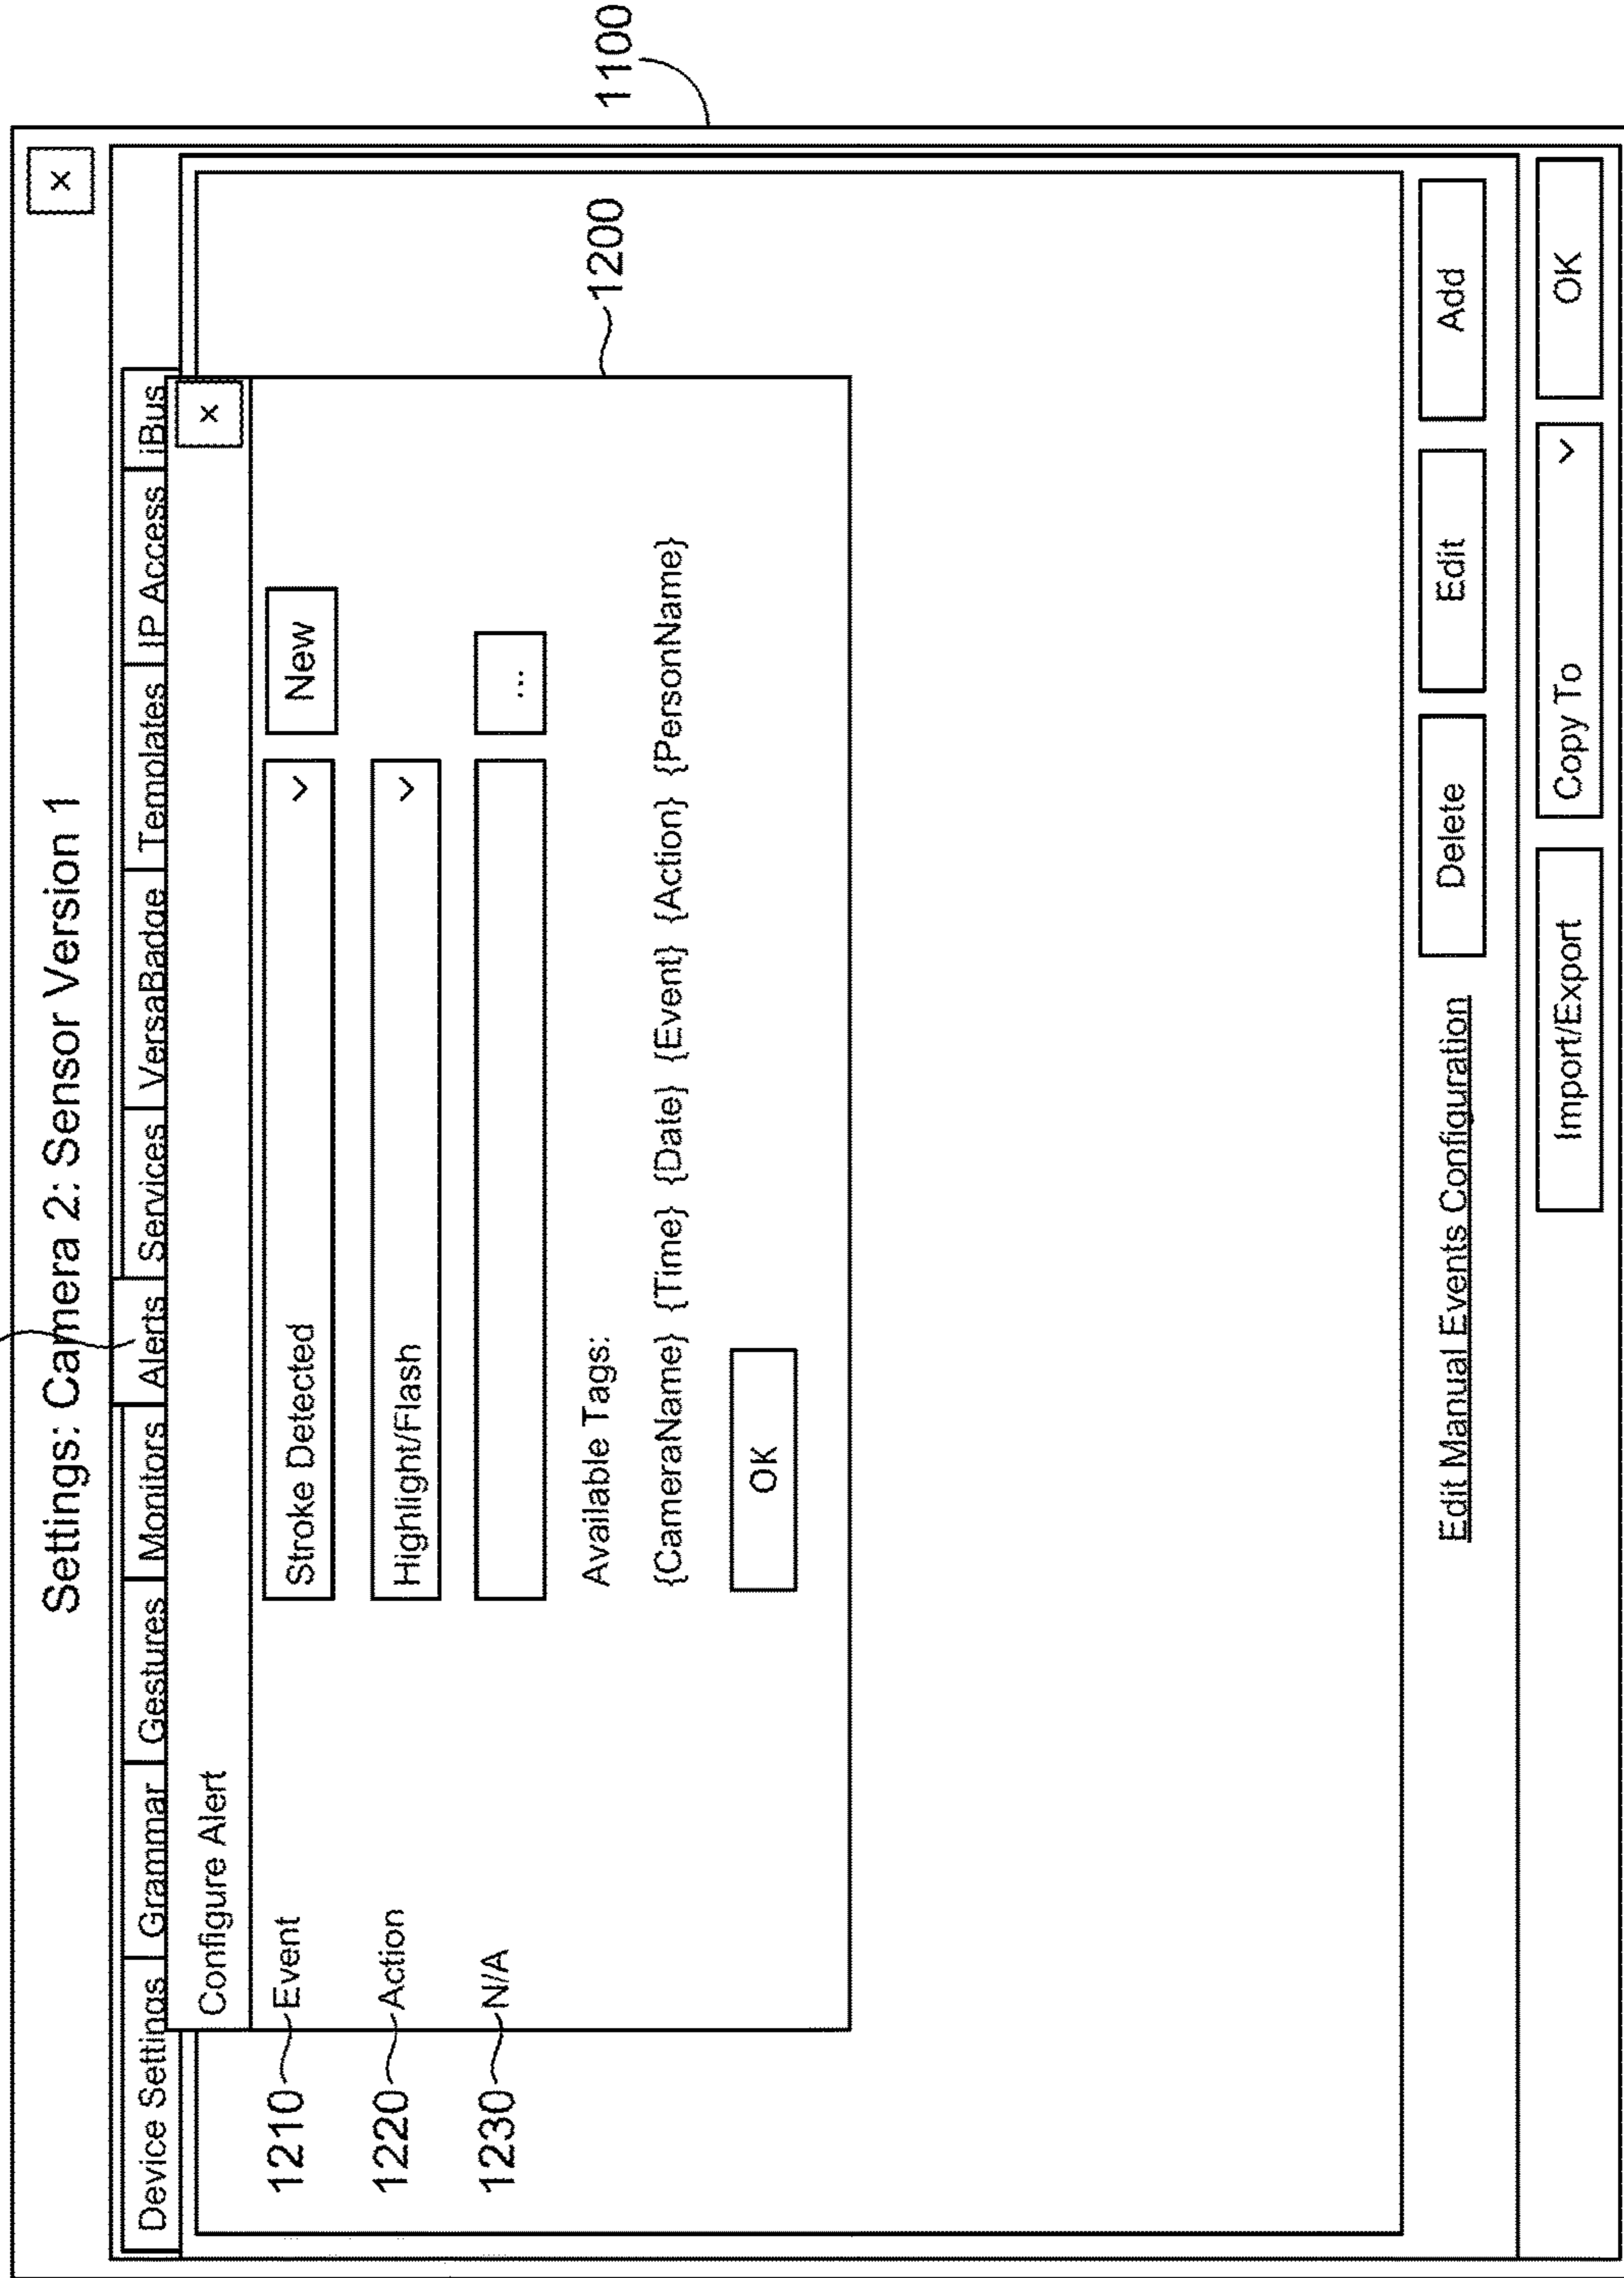 Settings: Camera 2: Sensor Version 1
×
Device Settings Grammar Gestures Monitors Alerts Services VersaBadge Templates IP Access iBus
Configure Alert
×
1210 Event Stroke Detected New
1220 Action Highlight/Flash
1230 N/A ...
Available Tags:
{CameraName} {Time} {Date} {Event} {Action} {PersonName}
OK
1200
1100
Edit Manual Events Configuration Delete Edit Add
Import/Export Copy To OK